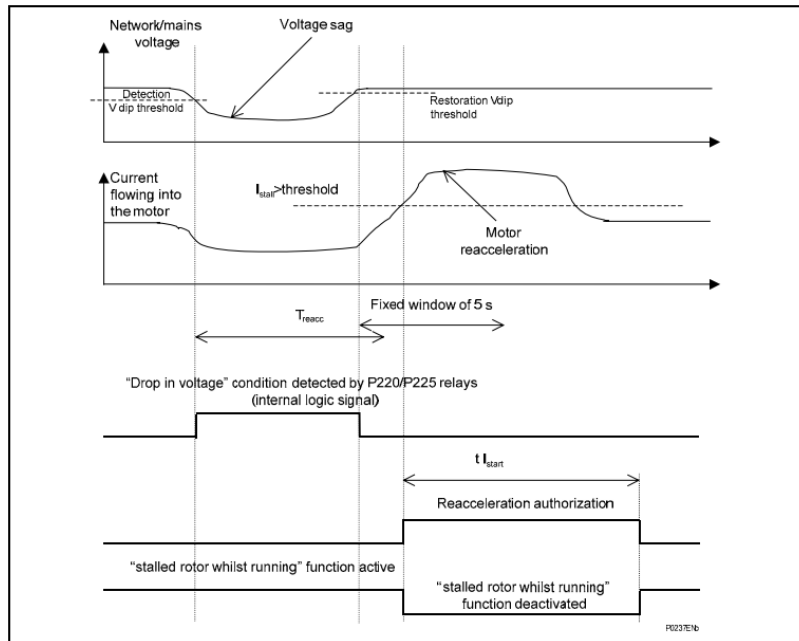 Network/mains
voltage
Voltage sag
Detection
V dip threshold
Restoration Vdip
threshold
Current
flowing into
the motor
Istall>threshold
Motor
reacceleration
Fixed window of 5 s
Treacc
"Drop in voltage" condition detected by P220/P225 relays
(internal logic signal)
t Istart
Reacceleration authorization
"stalled rotor whilst running" function active
"stalled rotor whilst running"
function deactivated
P0237ENb